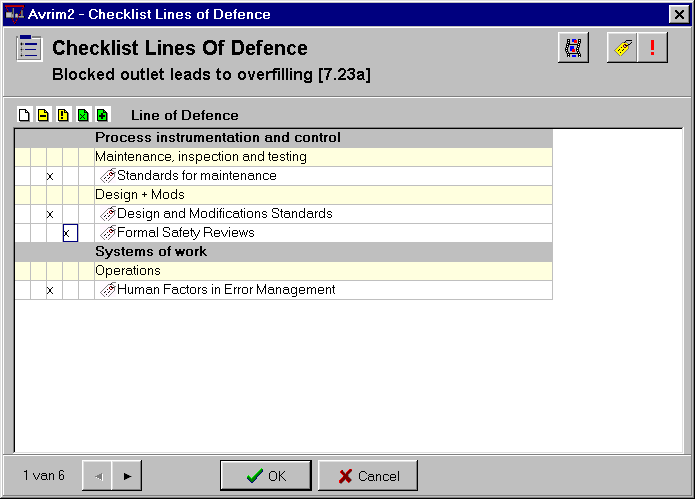 Avrim2 - Checklist Lines of Defence
Checklist Lines Of Defence
Blocked outlet leads to overfilling [7.23a]
Line of Defence
Process instrumentation and control
Maintenance, inspection and testing
x Standards for maintenance
Design + Mods
x Design and Modifications Standards
x Formal Safety Reviews
Systems of work
Operations
x Human Factors in Error Management
1 van 6
OK
Cancel